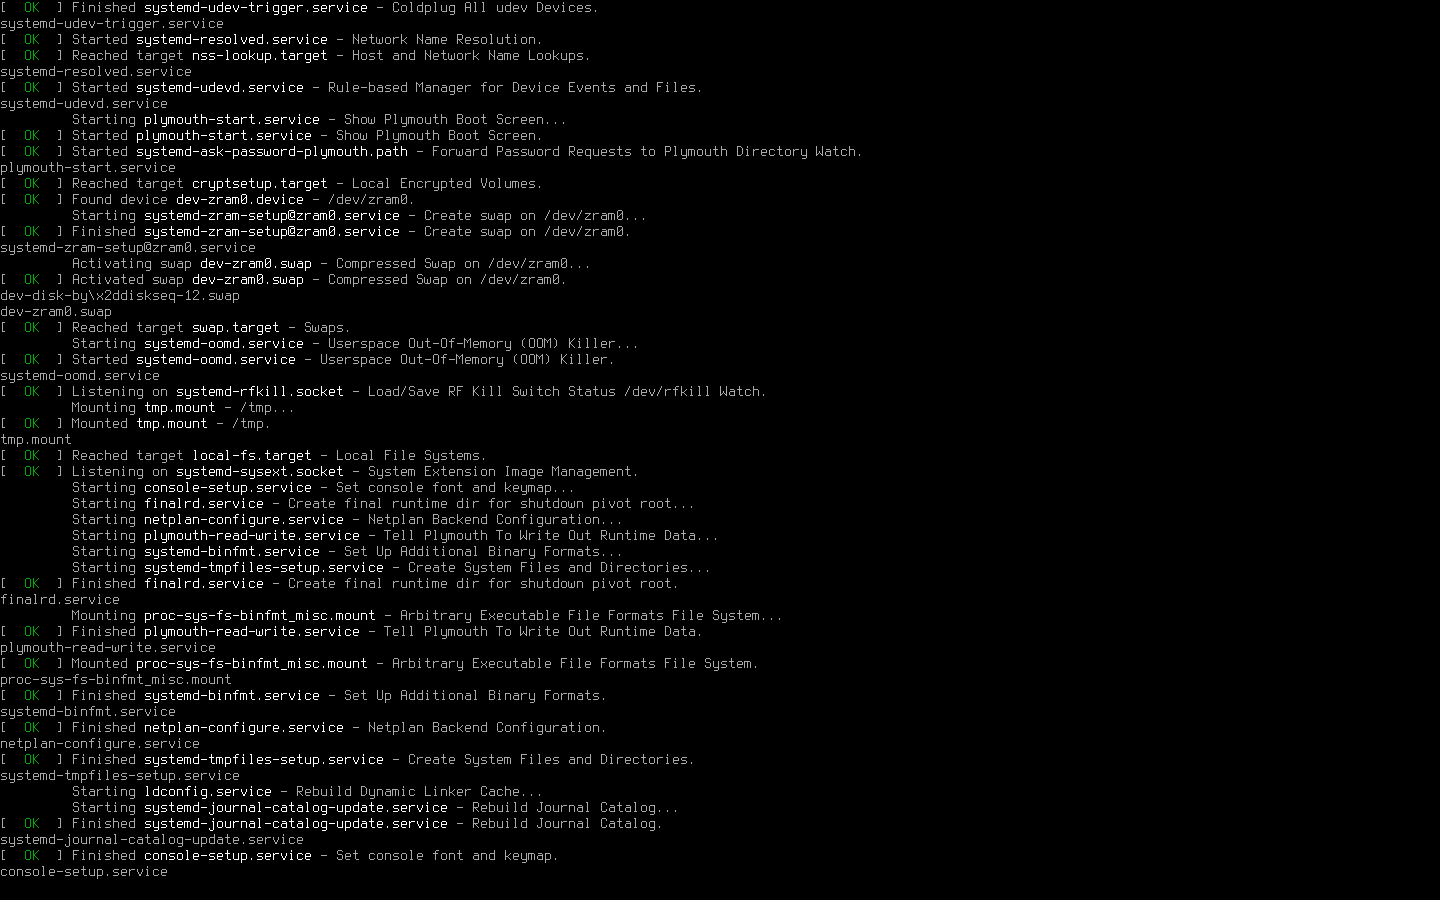 [  OK  ] Finished systemd-udev-trigger.service - Coldplug All udev Devices.
systemd-udev-trigger.service
[  OK  ] Started systemd-resolved.service - Network Name Resolution.
[  OK  ] Reached target nss-lookup.target - Host and Network Name Lookups.
systemd-resolved.service
[  OK  ] Started systemd-udevd.service - Rule-based Manager for Device Events and Files.
systemd-udevd.service
         Starting plymouth-start.service - Show Plymouth Boot Screen...
[  OK  ] Started plymouth-start.service - Show Plymouth Boot Screen.
[  OK  ] Started systemd-ask-password-plymouth.path - Forward Password Requests to Plymouth Directory Watch.
plymouth-start.service
[  OK  ] Reached target cryptsetup.target - Local Encrypted Volumes.
[  OK  ] Found device dev-zram0.device - /dev/zram0.
         Starting systemd-zram-setup@zram0.service - Create swap on /dev/zram0...
[  OK  ] Finished systemd-zram-setup@zram0.service - Create swap on /dev/zram0.
systemd-zram-setup@zram0.service
         Activating swap dev-zram0.swap - Compressed Swap on /dev/zram0...
[  OK  ] Activated swap dev-zram0.swap - Compressed Swap on /dev/zram0.
dev-disk-by\x2ddiskseq-12.swap
dev-zram0.swap
[  OK  ] Reached target swap.target - Swaps.
         Starting systemd-oomd.service - Userspace Out-Of-Memory (OOM) Killer...
[  OK  ] Started systemd-oomd.service - Userspace Out-Of-Memory (OOM) Killer.
systemd-oomd.service
[  OK  ] Listening on systemd-rfkill.socket - Load/Save RF Kill Switch Status /dev/rfkill Watch.
         Mounting tmp.mount - /tmp...
[  OK  ] Mounted tmp.mount - /tmp.
tmp.mount
[  OK  ] Reached target local-fs.target - Local File Systems.
[  OK  ] Listening on systemd-sysext.socket - System Extension Image Management.
         Starting console-setup.service - Set console font and keymap...
         Starting finalrd.service - Create final runtime dir for shutdown pivot root...
         Starting netplan-configure.service - Netplan Backend Configuration...
         Starting plymouth-read-write.service - Tell Plymouth To Write Out Runtime Data...
         Starting systemd-binfmt.service - Set Up Additional Binary Formats...
         Starting systemd-tmpfiles-setup.service - Create System Files and Directories...
[  OK  ] Finished finalrd.service - Create final runtime dir for shutdown pivot root.
finalrd.service
         Mounting proc-sys-fs-binfmt_misc.mount - Arbitrary Executable File Formats File System...
[  OK  ] Finished plymouth-read-write.service - Tell Plymouth To Write Out Runtime Data.
plymouth-read-write.service
[  OK  ] Mounted proc-sys-fs-binfmt_misc.mount - Arbitrary Executable File Formats File System.
proc-sys-fs-binfmt_misc.mount
[  OK  ] Finished systemd-binfmt.service - Set Up Additional Binary Formats.
systemd-binfmt.service
[  OK  ] Finished netplan-configure.service - Netplan Backend Configuration.
netplan-configure.service
[  OK  ] Finished systemd-tmpfiles-setup.service - Create System Files and Directories.
systemd-tmpfiles-setup.service
         Starting ldconfig.service - Rebuild Dynamic Linker Cache...
         Starting systemd-journal-catalog-update.service - Rebuild Journal Catalog...
[  OK  ] Finished systemd-journal-catalog-update.service - Rebuild Journal Catalog.
systemd-journal-catalog-update.service
[  OK  ] Finished console-setup.service - Set console font and keymap.
console-setup.service